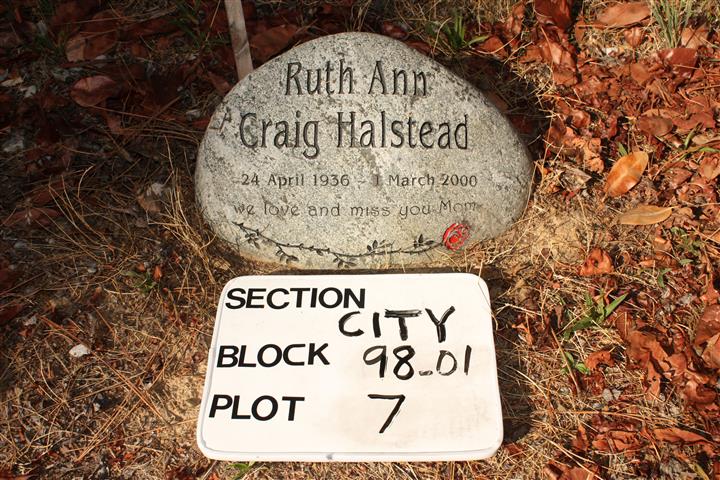 Ruth Ann
Craig Halstead
24 April 1936 - 1 March 2000
we love and miss you Mom
SECTION CITY
BLOCK 98-01
PLOT 7